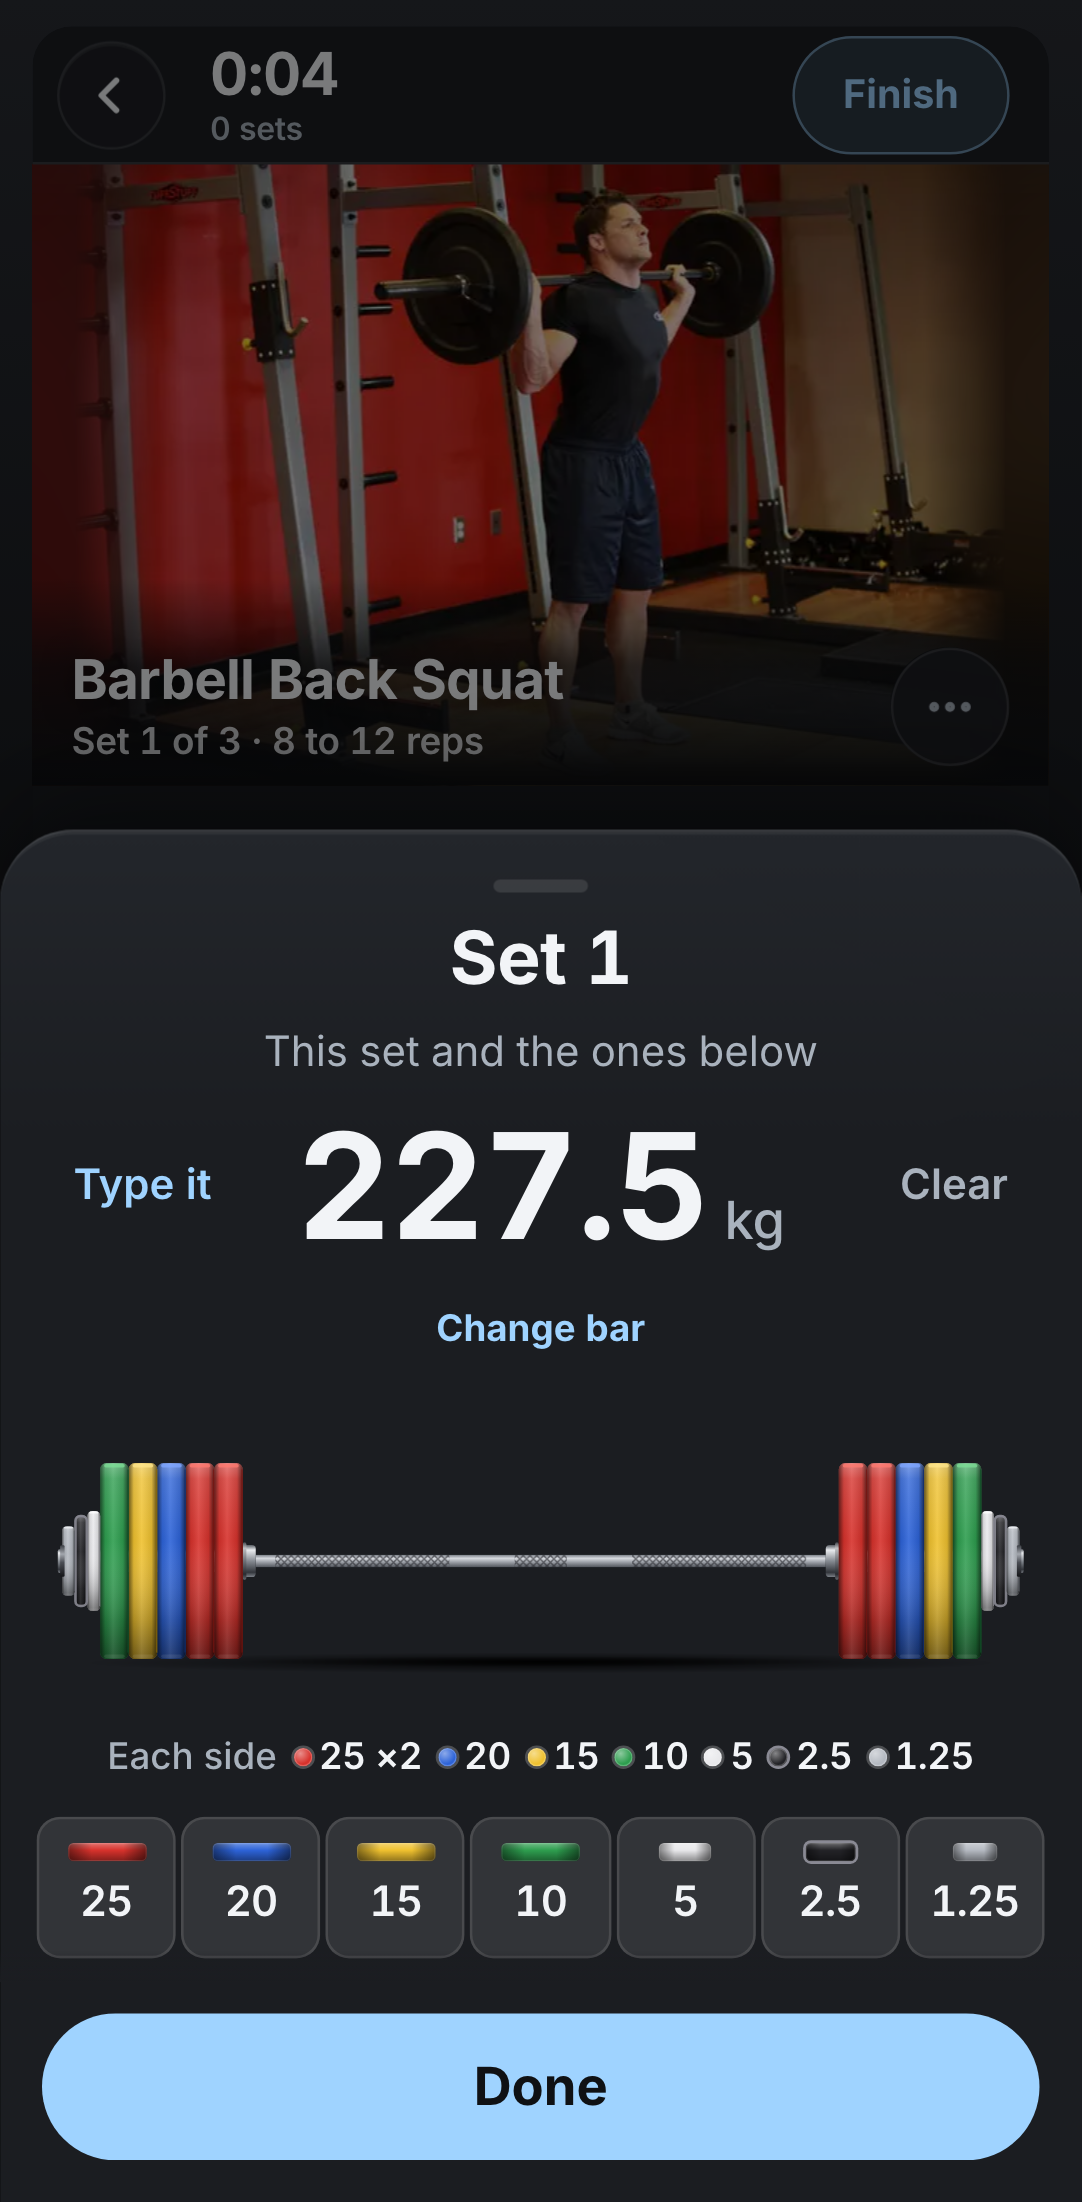 0:04
0 sets
Finish
Barbell Back Squat
Set 1 of 3 · 8 to 12 reps
Set 1
This set and the ones below
Type it
227.5 kg
Clear
Change bar
Each side 25 ×2 20 15 10 5 2.5 1.25
25 20 15 10 5 2.5 1.25
Done